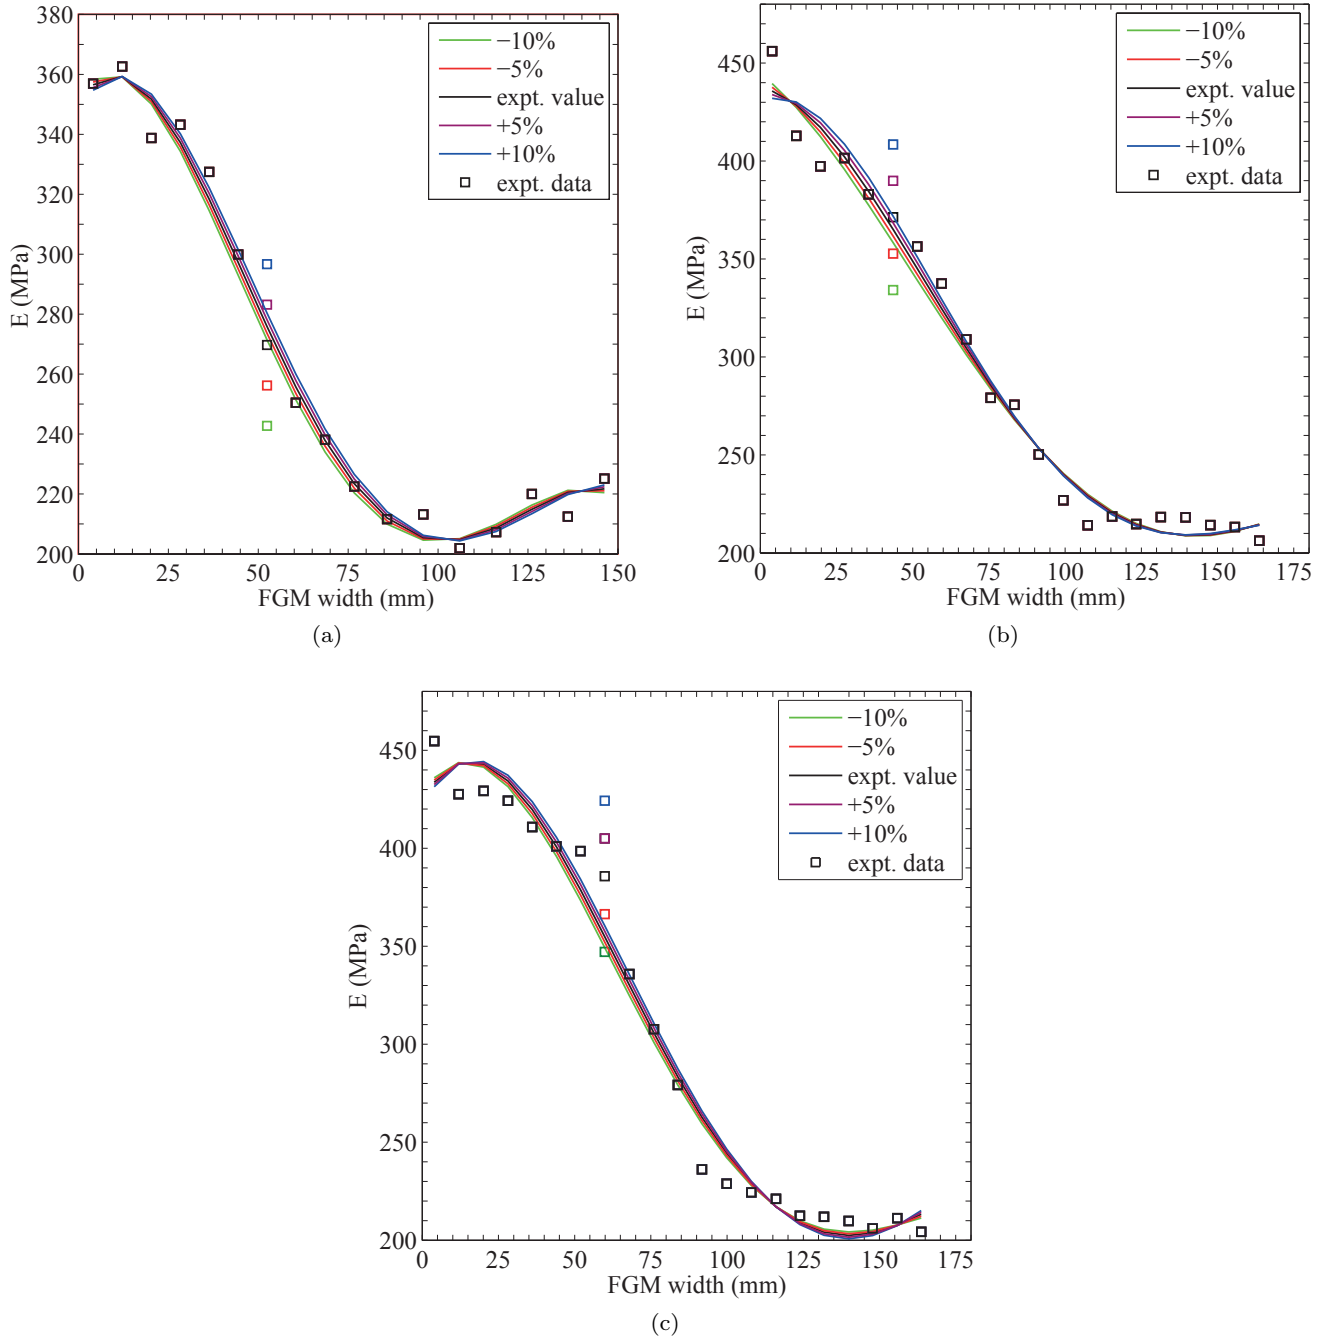 380
360
340
320
300
280
260
240
220
200
E (MPa)
0 25 50 75 100 125 150
FGM width (mm)
−10%
−5%
expt. value
+5%
+10%
expt. data
(a)
450
400
350
300
250
200
E (MPa)
0 25 50 75 100 125 150 175
FGM width (mm)
−10%
−5%
expt. value
+5%
+10%
expt. data
(b)
450
400
350
300
250
200
E (MPa)
0 25 50 75 100 125 150 175
FGM width (mm)
−10%
−5%
expt. value
+5%
+10%
expt. data
(c)